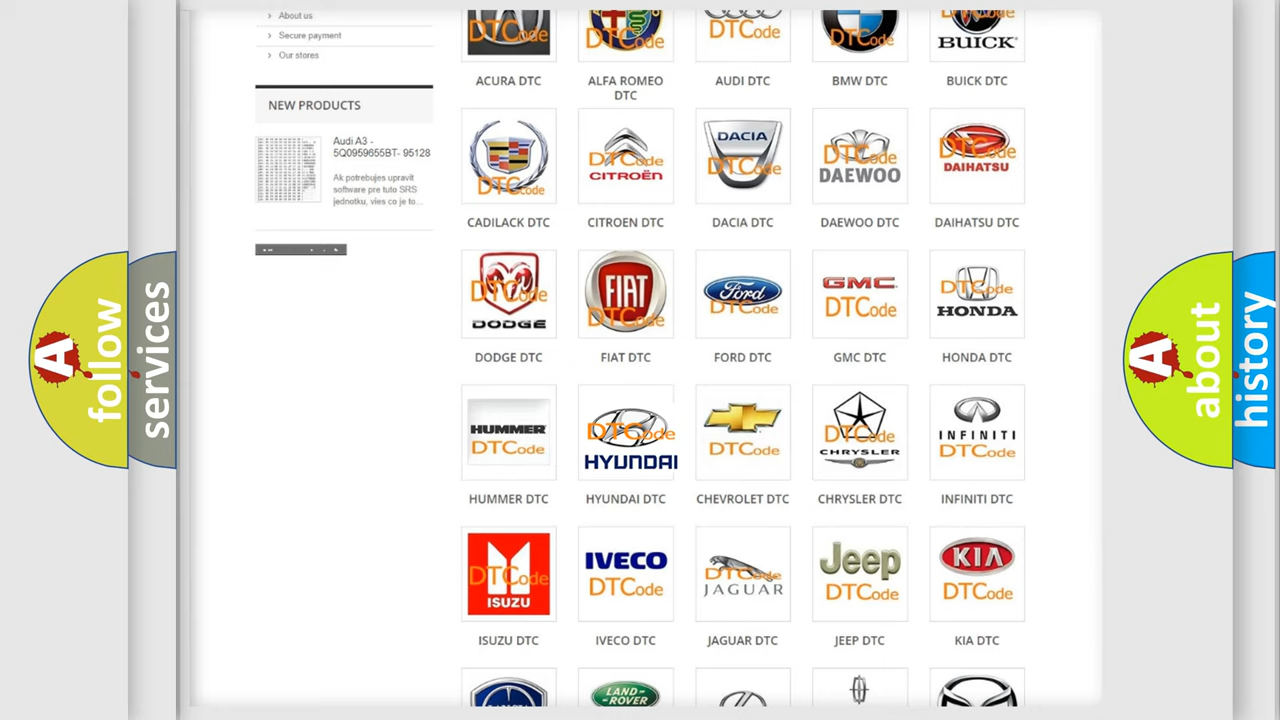 About us
Secure payment
Our stores
NEW PRODUCTS
Audi A3 -
5Q0959655BT- 95128
Ak potrebujes upravit
software pre tuto SRS
jednotku, vies co je to...
DTCode
DTCode
DTCode
DTCode
BUICK
ACURA DTC
ALFA ROMEO
DTC
AUDI DTC
BMW DTC
BUICK DTC
DTCode
DTCode
CITROËN
DACIA
DTCode
DTCode
DAEWOO
DTCode
DAIHATSU
CADILACK DTC
CITROEN DTC
DACIA DTC
DAEWOO DTC
DAIHATSU DTC
DTCode
DODGE
FIAT
DTCode
Ford
DTCode
GMC
DTCode
DTCode
HONDA
DODGE DTC
FIAT DTC
FORD DTC
GMC DTC
HONDA DTC
HUMMER
DTCode
DTCode
HYUNDAI
DTCode
DTCode
CHRYSLER
INFINITI
DTCode
HUMMER DTC
HYUNDAI DTC
CHEVROLET DTC
CHRYSLER DTC
INFINITI DTC
DTCode
ISUZU
IVECO
DTCode
DTCode
JAGUAR
Jeep
DTCode
KIA
DTCode
ISUZU DTC
IVECO DTC
JAGUAR DTC
JEEP DTC
KIA DTC
LAND-
ROVER
A
follow
services
A
about
history